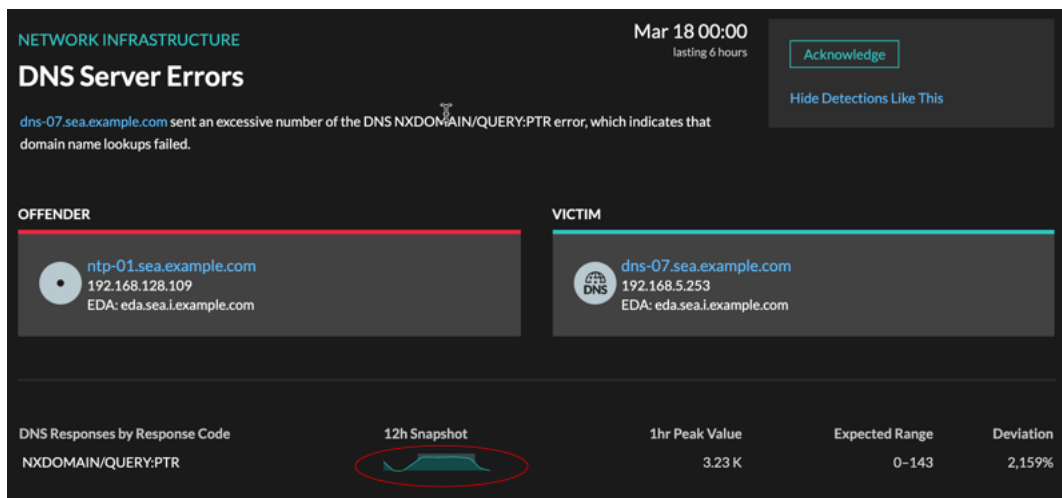 NETWORK INFRASTRUCTURE
DNS Server Errors
Mar 18 00:00
lasting 6 hours
Acknowledge
Hide Detections Like This
dns-07.sea.example.com sent an excessive number of the DNS NXDOMAIN/QUERY:PTR error, which indicates that
domain name lookups failed.
OFFENDER
ntp-01.sea.example.com
192.168.128.109
EDA: eda.sea.i.example.com
VICTIM
DNS
dns-07.sea.example.com
192.168.5.253
EDA: eda.sea.i.example.com
DNS Responses by Response Code 12h Snapshot 1hr Peak Value Expected Range Deviation
NXDOMAIN/QUERY:PTR 3.23 K 0–143 2,159%